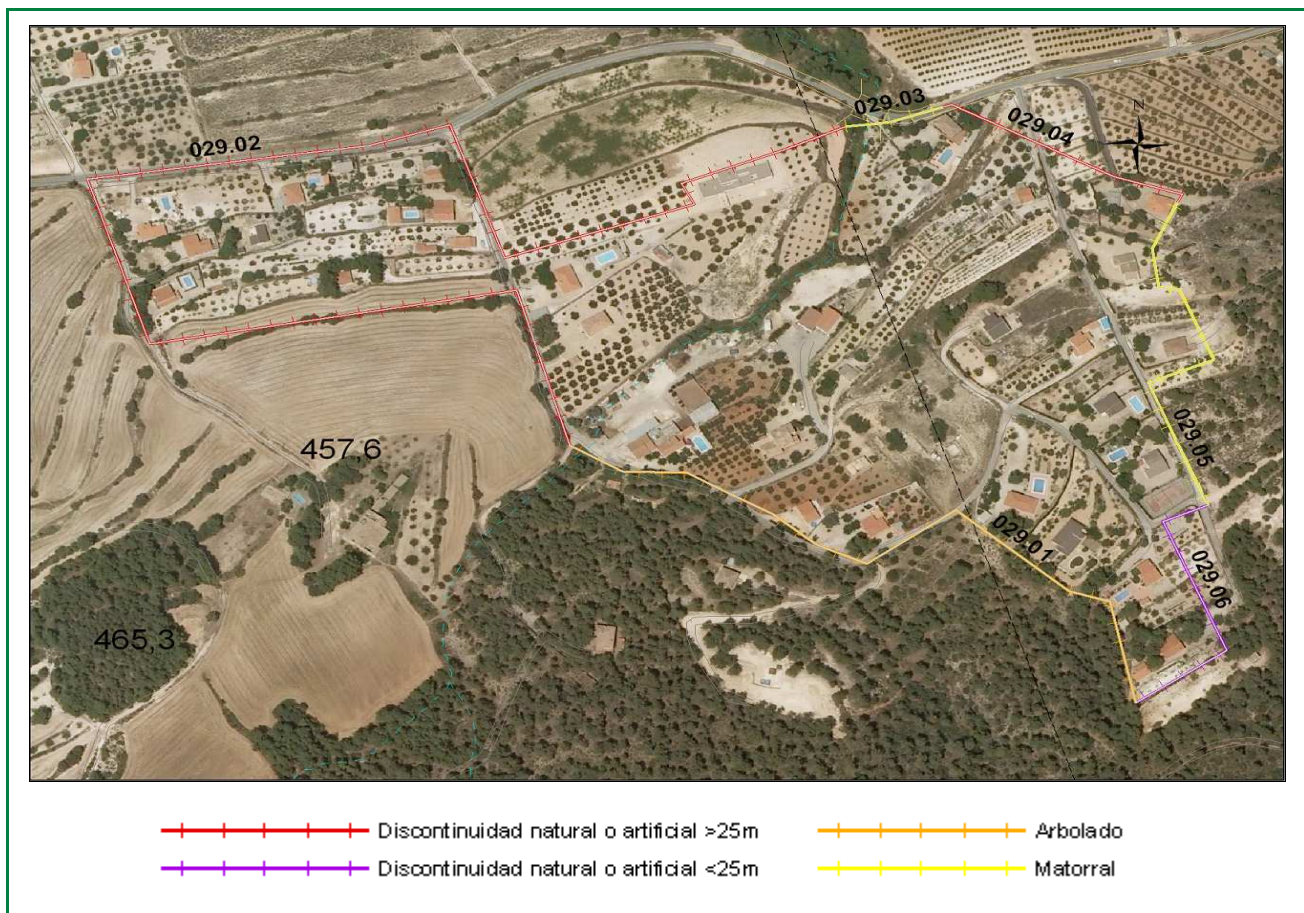 029.03
029.04
N
029.02
029.05
457,6
029.01
029.06
465,3
Discontinuidad natural o artificial >25m
Arbolado
Discontinuidad natural o artificial <25m
Matorral